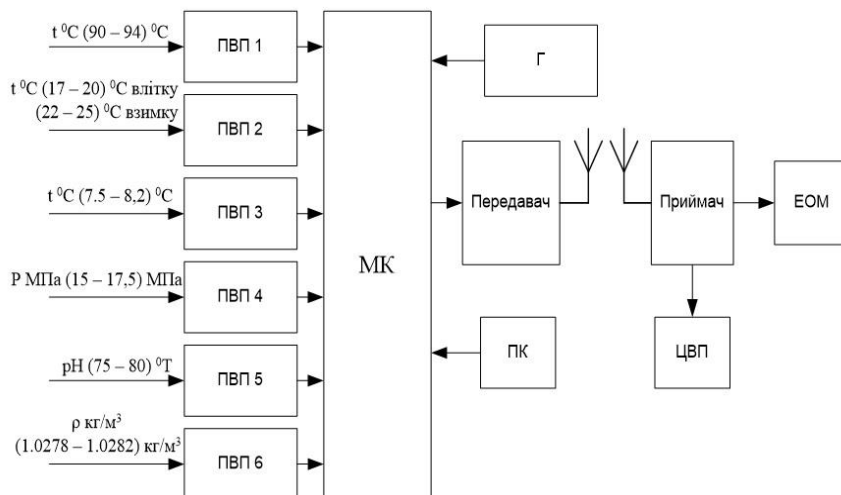 t ⁰C (90 – 94) ⁰C
ПВП 1
t ⁰C (17 – 20) ⁰C влітку
(22 – 25) ⁰C взимку
ПВП 2
t ⁰C (7.5 – 8,2) ⁰C
ПВП 3
Р МПа (15 – 17,5) МПа
ПВП 4
pH (75 – 80) ⁰T
ПВП 5
ρ кг/м³
(1.0278 – 1.0282) кг/м³
ПВП 6
МК
Г
Передавач
Приймач
ЕОМ
ПК
ЦВП